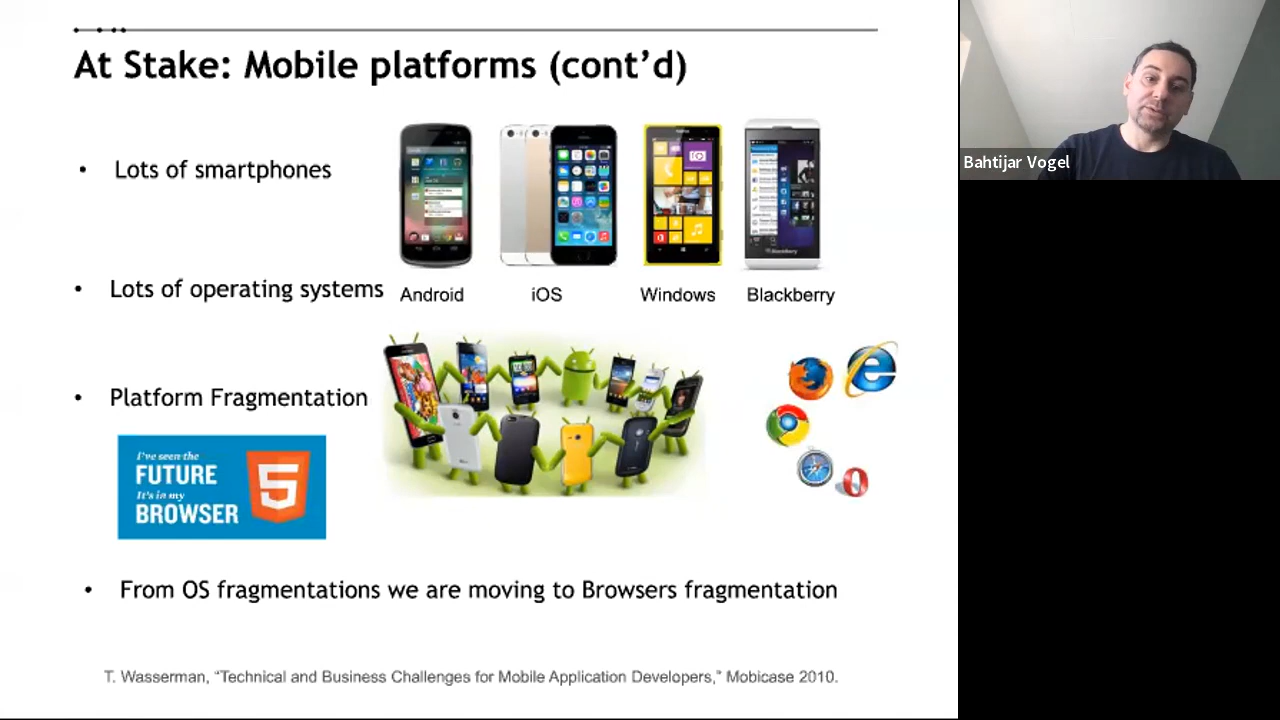 At Stake: Mobile platforms (cont’d)
• Lots of smartphones
• Lots of operating systems
Android iOS Windows Blackberry
• Platform Fragmentation
I've seen the
FUTURE
It's in my
BROWSER
5
• From OS fragmentations we are moving to Browsers fragmentation
T. Wasserman, “Technical and Business Challenges for Mobile Application Developers,” Mobicase 2010.
Bahtijar Vogel